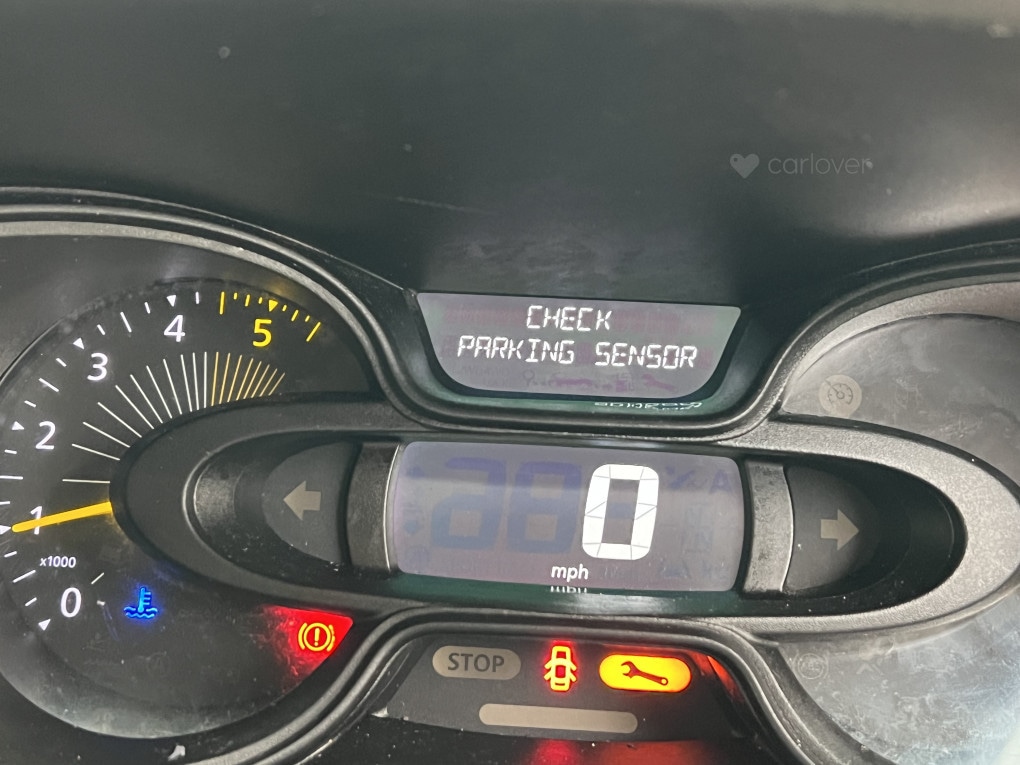 carlover
CHECK
PARKING SENSOR
5
4
3
2
1
x1000
0
0
mph
STOP